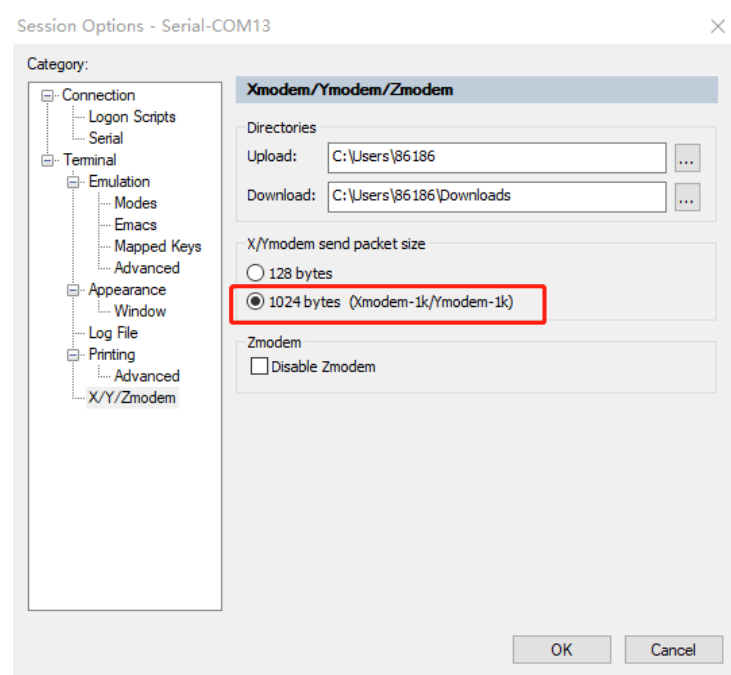 Session Options - Serial-COM13
Category:
Connection
Logon Scripts
Serial
Terminal
Emulation
Modes
Emacs
Mapped Keys
Advanced
Appearance
Window
Log File
Printing
Advanced
X/Y/Zmodem
Xmodem/Ymodem/Zmodem
Directories
Upload: C:\Users\86186 ...
Download: C:\Users\86186\Downloads ...
X/Ymodem send packet size
128 bytes
1024 bytes (Xmodem-1k/Ymodem-1k)
Zmodem
Disable Zmodem
OK Cancel